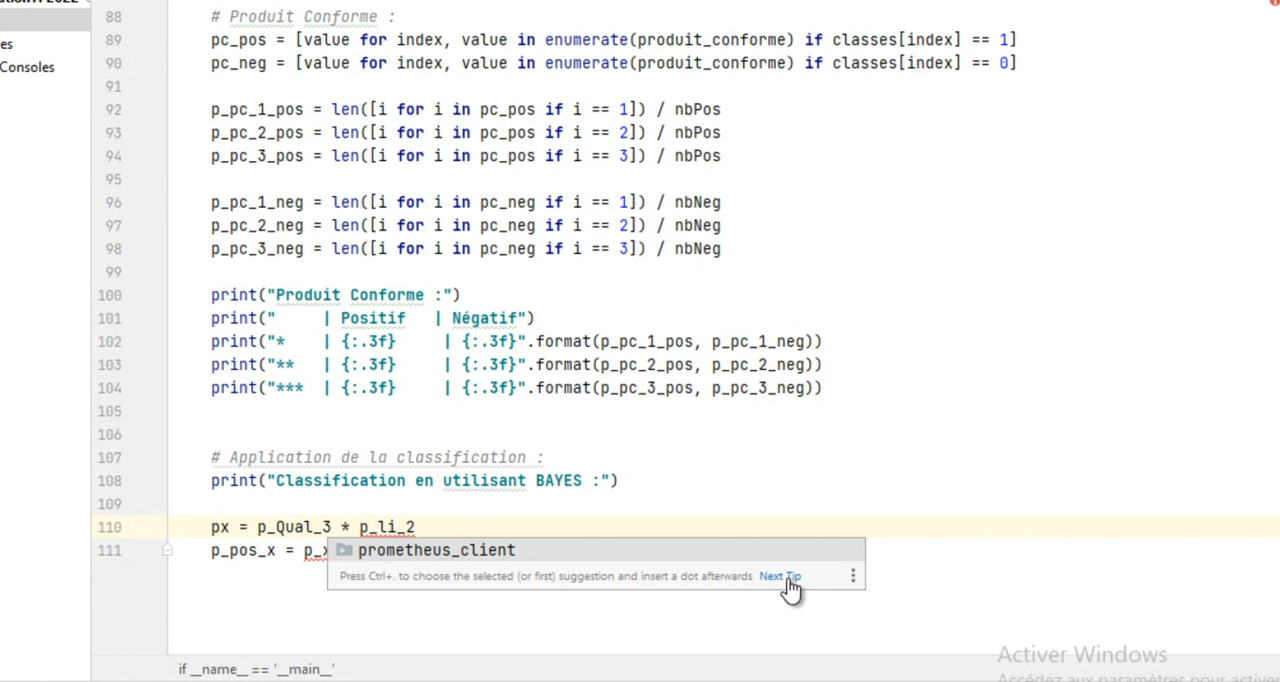 es
Consoles
88 # Produit Conforme :
89 pc_pos = [value for index, value in enumerate(produit_conforme) if classes[index] == 1]
90 pc_neg = [value for index, value in enumerate(produit_conforme) if classes[index] == 0]
91
92 p_pc_1_pos = len([i for i in pc_pos if i == 1]) / nbPos
93 p_pc_2_pos = len([i for i in pc_pos if i == 2]) / nbPos
94 p_pc_3_pos = len([i for i in pc_pos if i == 3]) / nbPos
95
96 p_pc_1_neg = len([i for i in pc_neg if i == 1]) / nbNeg
97 p_pc_2_neg = len([i for i in pc_neg if i == 2]) / nbNeg
98 p_pc_3_neg = len([i for i in pc_neg if i == 3]) / nbNeg
99
100 print("Produit Conforme :")
101 print("     | Positif   | Négatif")
102 print("*    | {:.3f}     | {:.3f}".format(p_pc_1_pos, p_pc_1_neg))
103 print("**   | {:.3f}     | {:.3f}".format(p_pc_2_pos, p_pc_2_neg))
104 print("***  | {:.3f}     | {:.3f}".format(p_pc_3_pos, p_pc_3_neg))
105
106
107 # Application de la classification :
108 print("Classification en utilisant BAYES :")
109
110 px = p_Qual_3 * p_li_2
111 p_pos_x = p_x
prometheus_client
Press Ctrl+. to choose the selected (or first) suggestion and insert a dot afterwards Next Tip
if __name__ == '__main__'
Activer Windows
Accédez aux paramètres pour activer